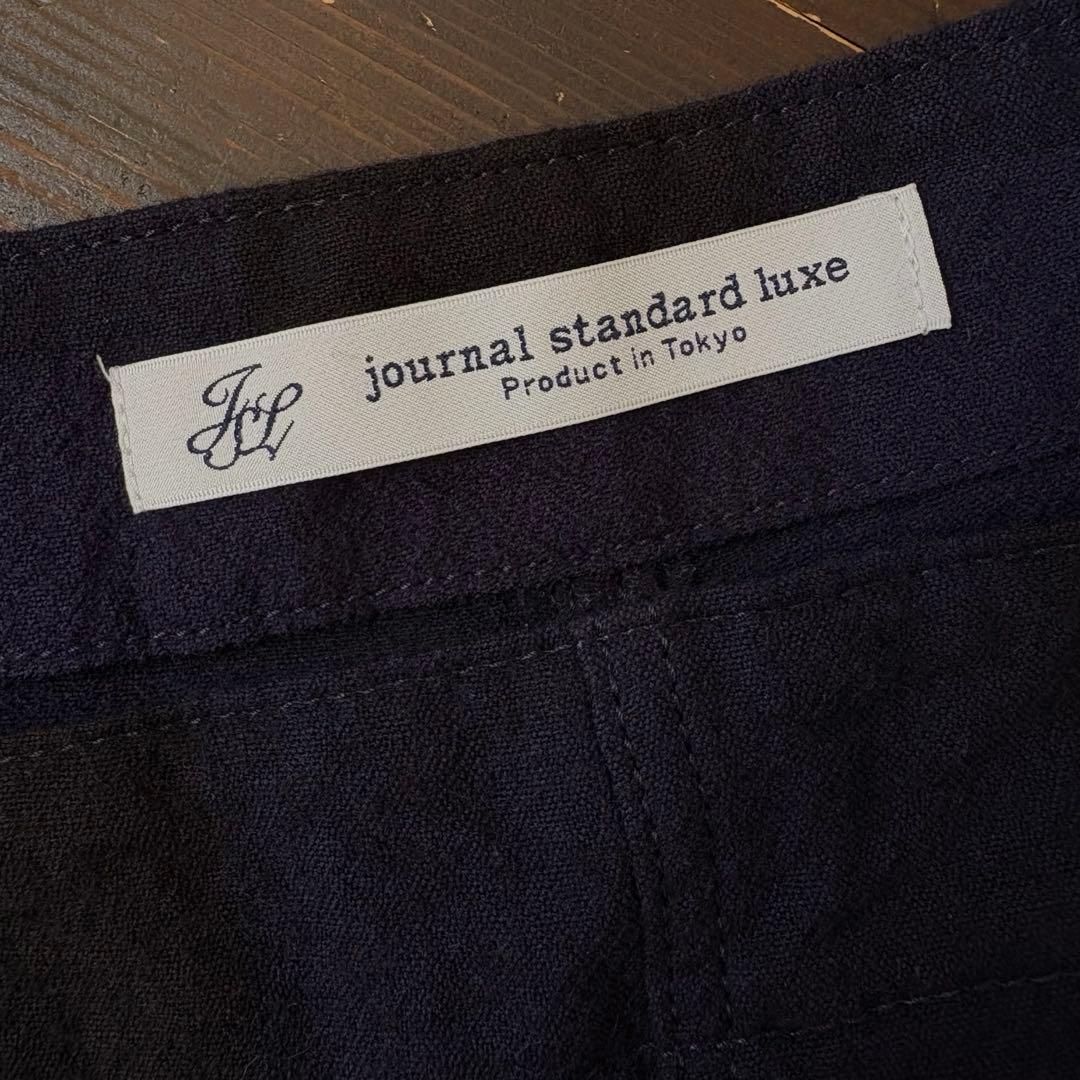 JSL
journal standard luxe
Product in Tokyo